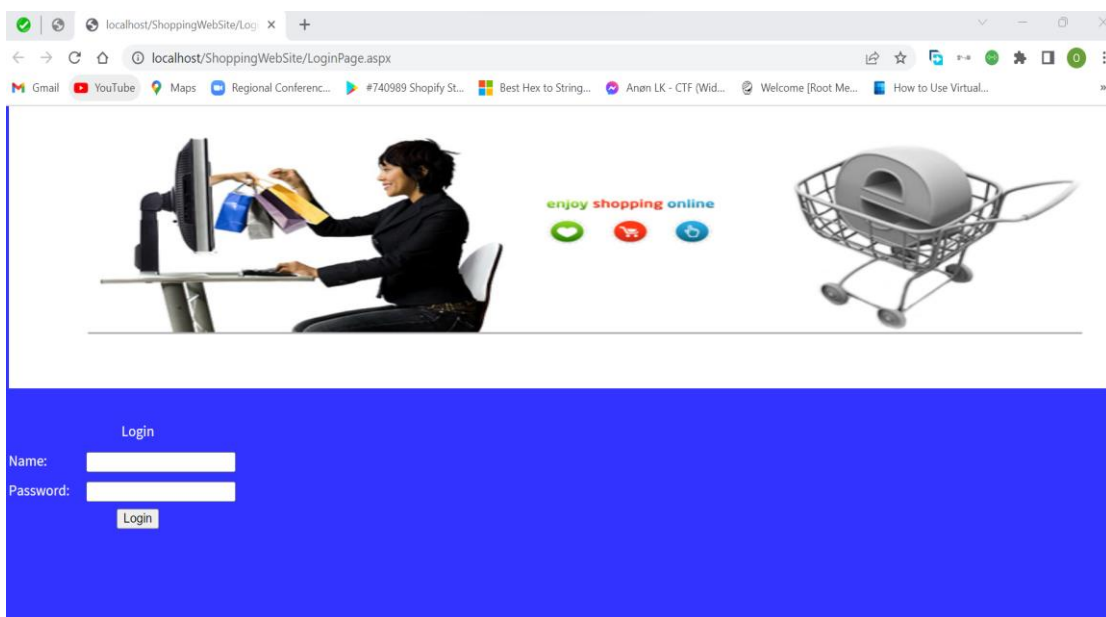 localhost/ShoppingWebSite/Log
localhost/ShoppingWebSite/LoginPage.aspx
O
Gmail YouTube Maps Regional Conferenc... #740989 Shopify St... Best Hex to String... Anøn LK - CTF (Wid... Welcome [Root Me... How to Use Virtual... »
enjoy shopping online
e
Login
Name:
Password:
Login